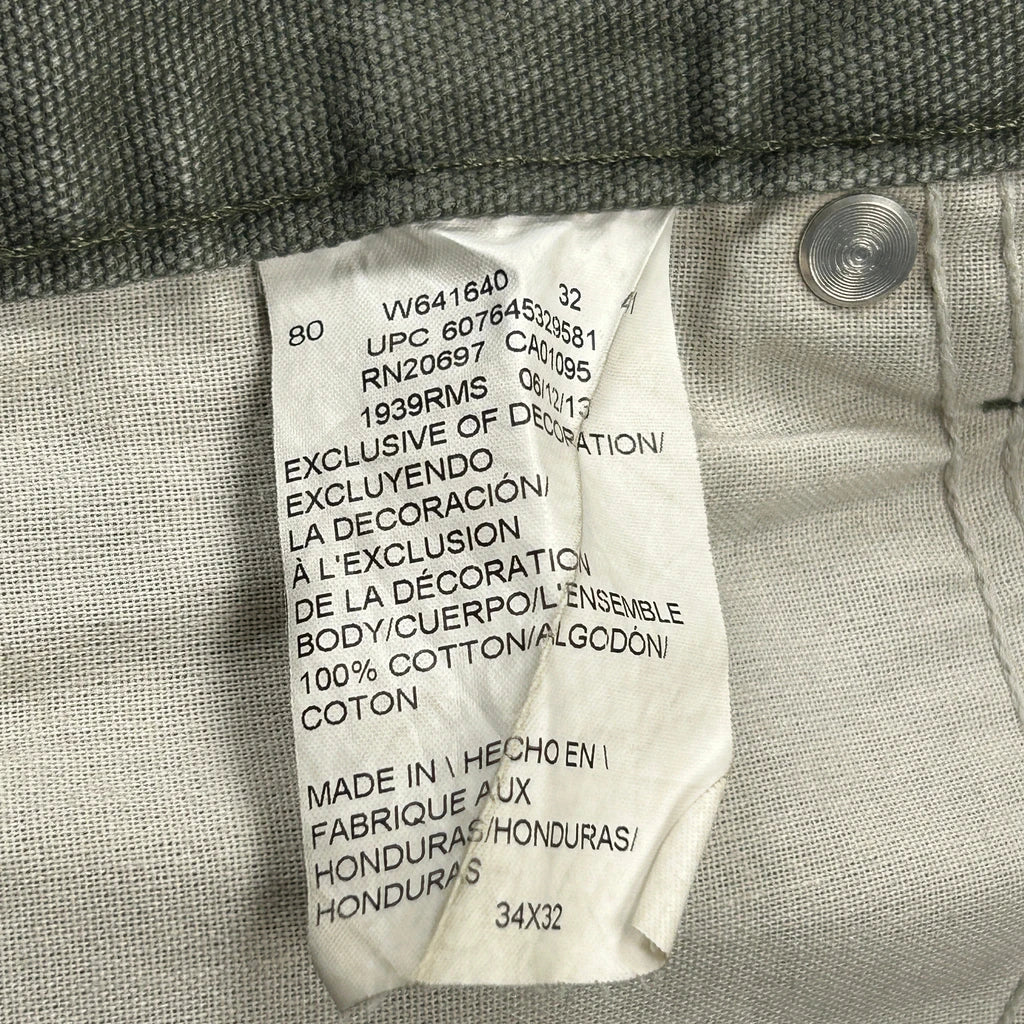 80 W641640 32
UPC 607645329581
RN20697 CA01095
1939RMS 06/12/13
EXCLUSIVE OF DECORATION/
EXCLUYENDO
LA DECORACIÓN/
À L'EXCLUSION
DE LA DÉCORATION
BODY/CUERPO/L'ENSEMBLE
100% COTTON/ALGODÓN/
COTON
MADE IN \ HECHO EN \
FABRIQUE AUX
HONDURAS/HONDURAS/
HONDURAS
34X32